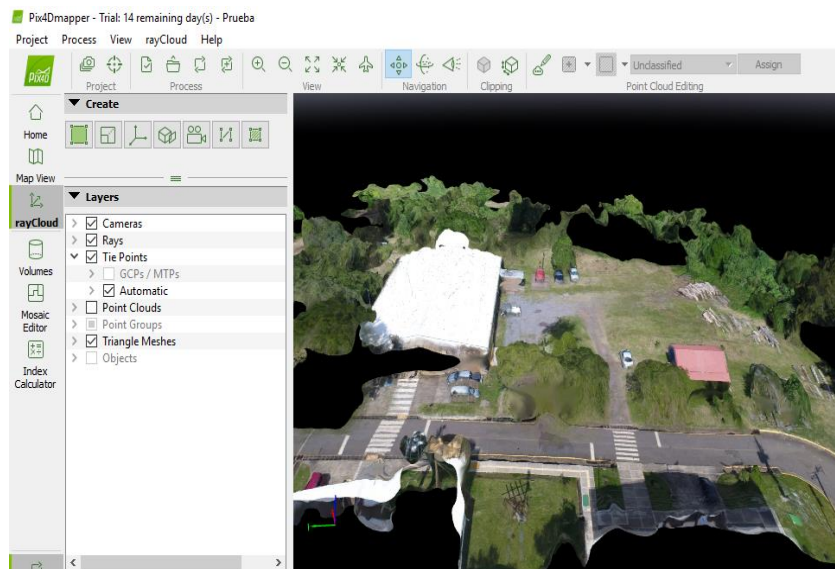 Pix4Dmapper - Trial: 14 remaining day(s) - Prueba
Project Process View rayCloud Help
PIX4D
Unclassified Assign
Project Process View Navigation Clipping Point Cloud Editing
Create
Home
Map View
Layers
rayCloud
Cameras
Rays
Tie Points
GCPs / MTPs
Automatic
Point Clouds
Point Groups
Triangle Meshes
Objects
Volumes
Mosaic
Editor
Index
Calculator